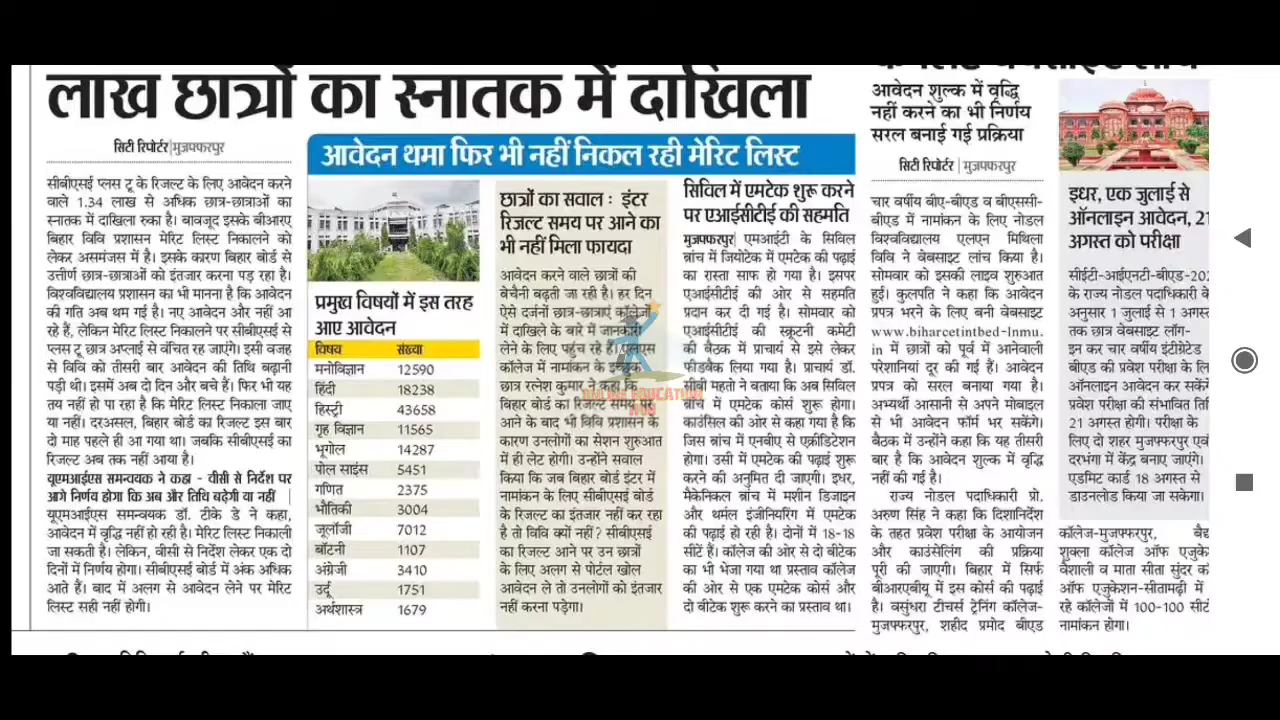 लाख छात्रों का स्नातक में दाखिला
सिटी रिपोर्टर|मुजफ्फरपुर
सीबीएसई प्लस टू के रिजल्ट के लिए आवेदन करने
वाले 1.34 लाख से अधिक छात्र-छात्राओं का
स्नातक में दाखिला रुका है। बावजूद इसके बीआरए
बिहार विवि प्रशासन मेरिट लिस्ट निकालने को
लेकर असमंजस में है। इसके कारण बिहार बोर्ड से
उत्तीर्ण छात्र-छात्राओं को इंतजार करना पड़ रहा है।
विश्वविद्यालय प्रशासन का भी मानना है कि आवेदन
की गति अब थम गई है। नए आवेदन और नहीं आ
रहे हैं, लेकिन मेरिट लिस्ट निकालने पर सीबीएसई से
प्लस टू छात्र अप्लाई से वंचित रह जाएंगे। इसी वजह
से विवि को तीसरी बार आवेदन की तिथि बढ़ानी
पड़ी थी। इसमें अब दो दिन और बचे हैं। फिर भी यह
तय नहीं हो पा रहा है कि मेरिट लिस्ट निकाला जाए
या नहीं। दरअसल, बिहार बोर्ड का रिजल्ट इस बार
दो माह पहले ही आ गया था। जबकि सीबीएसई का
रिजल्ट अब तक नहीं आया है।
यूएमआईएस समन्वयक ने कहा - वीसी से निर्देश पर
आगे निर्णय होगा कि अब और तिथि बढ़ेगी या नहीं |
यूएमआईएस समन्वयक डॉ. टीके डे ने कहा,
आवेदन में वृद्धि नहीं हो रही है। मेरिट लिस्ट निकाली
जा सकती है। लेकिन, वीसी से निर्देश लेकर एक दो
दिनों में निर्णय होगा। सीबीएसई बोर्ड में अंक अधिक
आते हैं। बाद में अलग से आवेदन लेने पर मेरिट
लिस्ट सही नहीं होगी।
आवेदन थमा फिर भी नहीं निकल रही मेरिट लिस्ट
प्रमुख विषयों में इस तरह
आए आवेदन
विषय संख्या
मनोविज्ञान 12590
हिंदी 18238
हिस्ट्री 43658
गृह विज्ञान 11565
भूगोल 14287
पोल साइंस 5451
गणित 2375
भौतिकी 3004
जूलॉजी 7012
बॉटनी 1107
अंग्रेजी 3410
उर्दू 1751
अर्थशास्त्र 1679
छात्रों का सवाल : इंटर
रिजल्ट समय पर आने का
भी नहीं मिला फायदा
आवेदन करने वाले छात्रों की
बेचैनी बढ़ती जा रही है। हर दिन
ऐसे दर्जनों छात्र-छात्राएं कॉलेजों
में दाखिले के बारे में जानकारी
लेने के लिए पहुंच रहे हैं। एलएस
कॉलेज में नामांकन के इच्छुक
छात्र रत्नेश कुमार ने कहा कि
बिहार बोर्ड का रिजल्ट समय पर
आने के बाद भी विवि प्रशासन के
कारण उनलोगों का सेशन शुरुआत
में ही लेट होगी। उन्होंने सवाल
किया कि जब बिहार बोर्ड इंटर में
नामांकन के लिए सीबीएसई बोर्ड
के रिजल्ट का इंतजार नहीं कर रहा
है तो विवि क्यों नहीं? सीबीएसई
का रिजल्ट आने पर उन छात्रों
के लिए अलग से पोर्टल खोल
आवेदन ले तो उनलोगों को इंतजार
नहीं करना पड़ेगा।
ONLINE EDUCATION
NOW
सिविल में एमटेक शुरू करने
पर एआईसीटीई की सहमति
मुजफ्फरपुर| एमआईटी के सिविल
ब्रांच में जियोटेक में एमटेक की पढ़ाई
का रास्ता साफ हो गया है। इसपर
एआईसीटीई की ओर से सहमति
प्रदान कर दी गई है। सोमवार को
एआईसीटीई की स्क्रूटनी कमेटी
की बैठक में प्राचार्य से इसे लेकर
फीडबैक लिया गया है। प्राचार्य डॉ.
सीबी महतो ने बताया कि अब सिविल
ब्रांच में एमटेक कोर्स शुरू होगा।
काउंसिल की ओर से कहा गया है कि
जिस ब्रांच में एनबीए से एक्रीडिटेशन
होगा। उसी में एमटेक की पढ़ाई शुरू
करने की अनुमति दी जाएगी। इधर,
मैकेनिकल ब्रांच में मशीन डिजाइन
और थर्मल इंजीनियरिंग में एमटेक
की पढ़ाई हो रही है। दोनों में 18-18
सीटें हैं। कॉलेज की ओर से दो बीटेक
का भी भेजा गया था प्रस्ताव कॉलेज
की ओर से एक एमटेक कोर्स और
दो बीटेक शुरू करने का प्रस्ताव था।
आवेदन शुल्क में वृद्धि
नहीं करने का भी निर्णय
सरल बनाई गई प्रक्रिया
सिटी रिपोर्टर | मुजफ्फरपुर
चार वर्षीय बीए-बीएड व बीएससी-
बीएड में नामांकन के लिए नोडल
विश्वविद्यालय एलएन मिथिला
विवि ने वेबसाइट लांच किया है।
सोमवार को इसकी लाइव शुरुआत
हुई। कुलपति ने कहा कि आवेदन
प्रपत्र भरने के लिए बनी वेबसाइट
www.biharcetintbed-lnmu.
in में छात्रों को पूर्व में आनेवाली
परेशानियां दूर की गई हैं। आवेदन
प्रपत्र को सरल बनाया गया है।
अभ्यर्थी आसानी से अपने मोबाइल
से भी आवेदन फॉर्म भर सकेंगे।
बैठक में उन्होंने कहा कि यह तीसरी
बार है कि आवेदन शुल्क में वृद्धि
नहीं की गई।
राज्य नोडल पदाधिकारी प्रो.
अरुण सिंह ने कहा कि दिशानिर्देश
के तहत प्रवेश परीक्षा के आयोजन
और काउंसेलिंग की प्रक्रिया
पूरी की जाएगी। बिहार में सिर्फ
बीआरएबीयू में इस कोर्स की पढ़ाई
है। वसुंधरा टीचर्स ट्रेनिंग कॉलेज-
मुजफ्फरपुर, शहीद प्रमोद बीएड
इधर, एक जुलाई से
ऑनलाइन आवेदन, 21
अगस्त को परीक्षा
सीईटी-आईएनटी-बीएड-202
के राज्य नोडल पदाधिकारी के
अनुसार 1 जुलाई से 1 अगस्त
तक छात्र वेबसाइट लॉग-
इन कर चार वर्षीय इंटीग्रेटेड
बीएड की प्रवेश परीक्षा के लि
ऑनलाइन आवेदन कर सकेंगे
प्रवेश परीक्षा की संभावित ति
21 अगस्त होगी। परीक्षा के
लिए दो शहर मुजफ्फरपुर एवं
दरभंगा में केंद्र बनाए जाएंगे।
एडमिट कार्ड 18 अगस्त से
डाउनलोड किया जा सकेगा।
कॉलेज-मुजफ्फरपुर, बैद्य
शुक्ला कॉलेज ऑफ एजुके
वैशाली व माता सीता सुंदर क
ऑफ एजुकेशन-सीतामढ़ी में
रहे कॉलेजों में 100-100 सीट
नामांकन होगा।